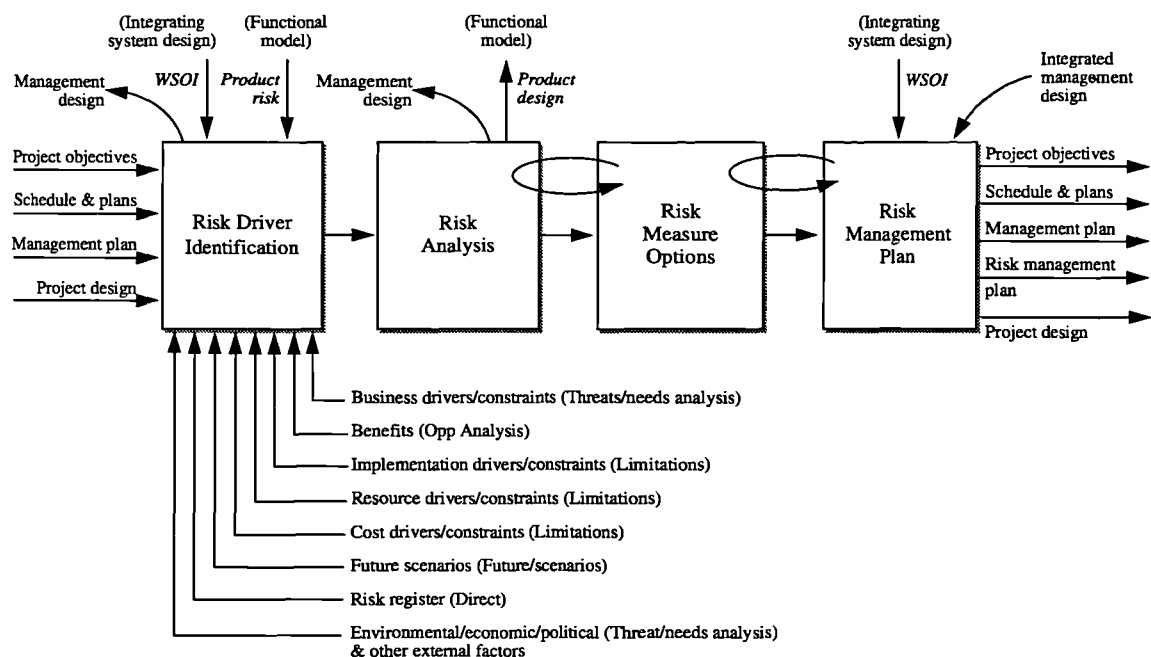 (Integrating
system design)
(Functional
model)
(Functional
model)
(Integrating
system design)
Management
design
WSOI
Product
risk
Management
design
Product
design
WSOI
Integrated
management
design
Project objectives
Schedule & plans
Management plan
Project design
Risk Driver
Identification
Risk
Analysis
Risk
Measure
Options
Risk
Management
Plan
Project objectives
Schedule & plans
Management plan
Risk management
plan
Project design
Business drivers/constraints (Threats/needs analysis)
Benefits (Opp Analysis)
Implementation drivers/constraints (Limitations)
Resource drivers/constraints (Limitations)
Cost drivers/constraints (Limitations)
Future scenarios (Future/scenarios)
Risk register (Direct)
Environmental/economic/political (Threat/needs analysis)
& other external factors